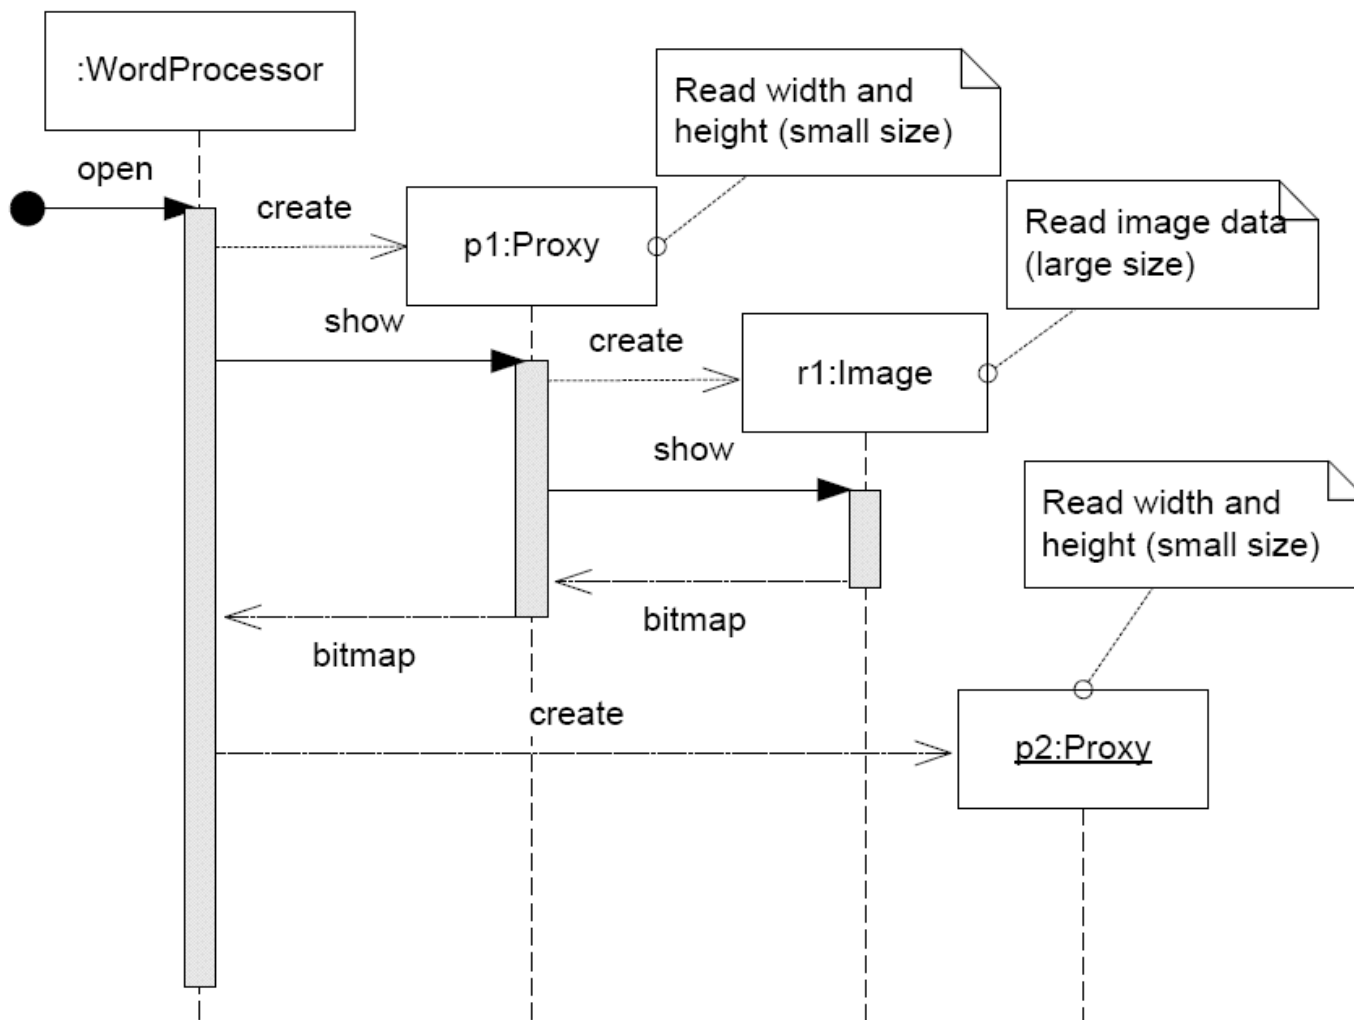 :WordProcessor
Read width and
height (small size)
open
create
p1:Proxy
Read image data
(large size)
show
create
r1:Image
show
Read width and
height (small size)
bitmap
bitmap
create
p2:Proxy